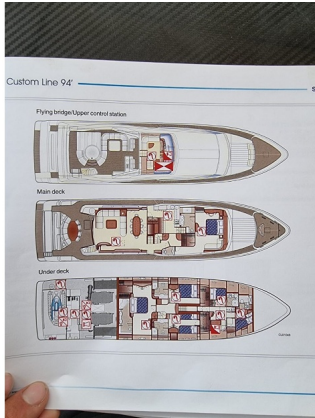 Custom Line 94'
S
Flying bridge/Upper control station
Main deck
Under deck